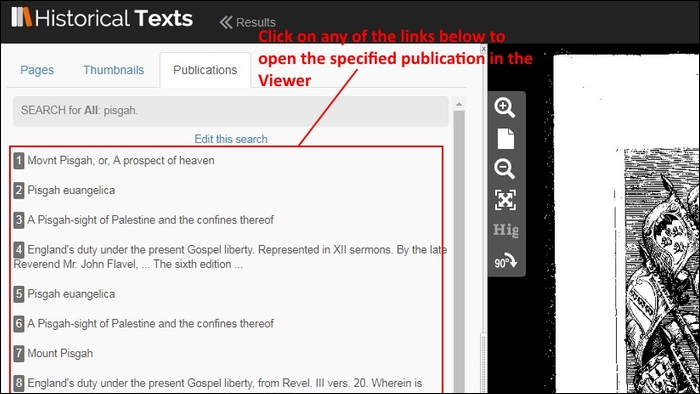 Historical Texts
Results
Click on any of the links below to
open the specified publication in the
Viewer
Pages
Thumbnails
Publications
SEARCH for All: pisgah.
Edit this search
1 Movnt Pisgah, or, A prospect of heaven
2 Pisgah euangelica
3 A Pisgah-sight of Palestine and the confines thereof
4 England's duty under the present Gospel liberty. Represented in XII sermons. By the late
Reverend Mr. John Flavel, ... The sixth edition ...
5 Pisgah euangelica
6 A Pisgah-sight of Palestine and the confines thereof
7 Mount Pisgah
8 England's duty under the present Gospel liberty, from Revel. III vers. 20. Wherein is
x
Hig
90°